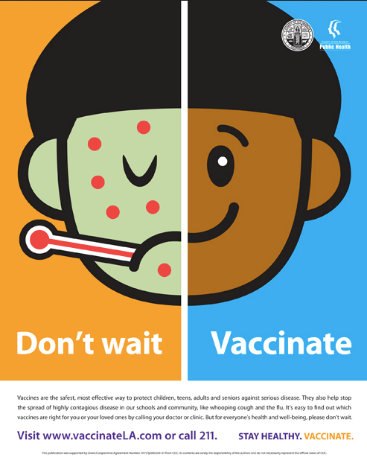 Public Health
Don't wait
Vaccinate
Vaccines are the safest, most effective way to protect children, teens, adults and seniors against serious disease. They also help stop
the spread of highly contagious disease in our schools and community, like whooping cough and the flu. It's easy to find out which
vaccines are right for you or your loved ones by calling your doctor or clinic. But for everyone's health and well-being, please don't wait.
Visit www.vaccinateLA.com or call 211.
STAY HEALTHY. VACCINATE.